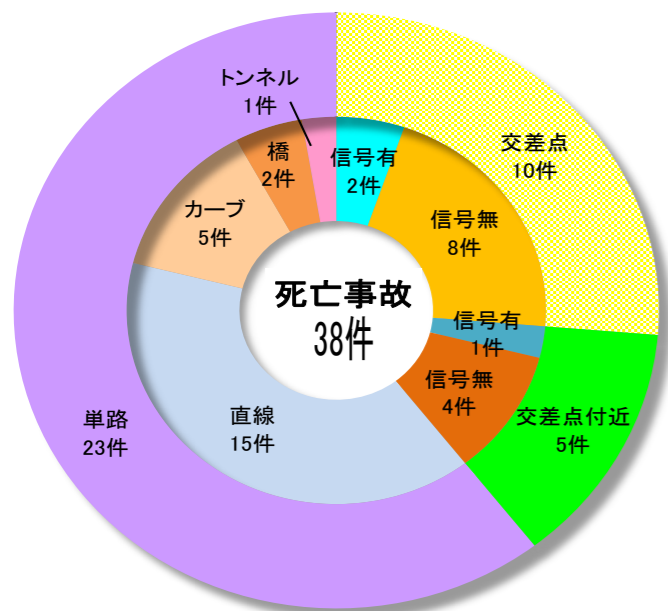 トンネル
1件
信号有
2件
交差点
10件
信号無
8件
橋
2件
カーブ
5件
死亡事故
38件
信号有
1件
信号無
4件
交差点付近
5件
直線
15件
単路
23件